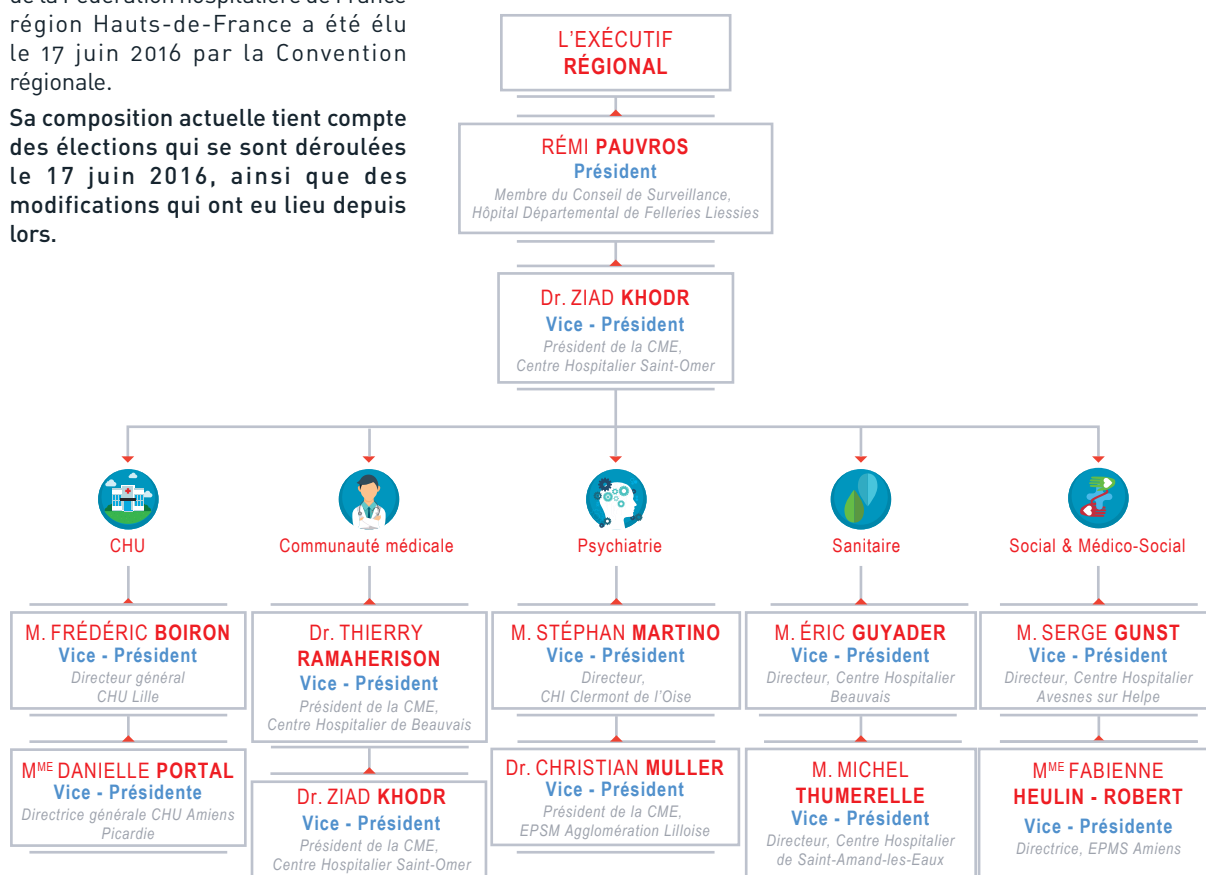 de la Fédération hospitalière de France
région Hauts-de-France a été élu
le 17 juin 2016 par la Convention
régionale.
Sa composition actuelle tient compte
des élections qui se sont déroulées
le 17 juin 2016, ainsi que des
modifications qui ont eu lieu depuis
lors.
L'EXÉCUTIF
RÉGIONAL
RÉMI PAUVROS
Président
Membre du Conseil de Surveillance,
Hôpital Départemental de Felleries Liessies
Dr. ZIAD KHODR
Vice - Président
Président de la CME,
Centre Hospitalier Saint-Omer
CHU
Communauté médicale
Psychiatrie
Sanitaire
Social & Médico-Social
M. FRÉDÉRIC BOIRON
Vice - Président
Directeur général
CHU Lille
MME DANIELLE PORTAL
Vice - Présidente
Directrice générale CHU Amiens
Picardie
Dr. THIERRY
RAMAHERISON
Vice - Président
Président de la CME,
Centre Hospitalier de Beauvais
Dr. ZIAD KHODR
Vice - Président
Président de la CME,
Centre Hospitalier Saint-Omer
M. STÉPHAN MARTINO
Vice - Président
Directeur,
CHI Clermont de l'Oise
Dr. CHRISTIAN MULLER
Vice - Président
Président de la CME,
EPSM Agglomération Lilloise
M. ÉRIC GUYADER
Vice - Président
Directeur, Centre Hospitalier
Beauvais
M. MICHEL
THUMERELLE
Vice - Président
Directeur, Centre Hospitalier
de Saint-Amand-les-Eaux
M. SERGE GUNST
Vice - Président
Directeur, Centre Hospitalier
Avesnes sur Helpe
MME FABIENNE
HEULIN - ROBERT
Vice - Présidente
Directrice, EPMS Amiens